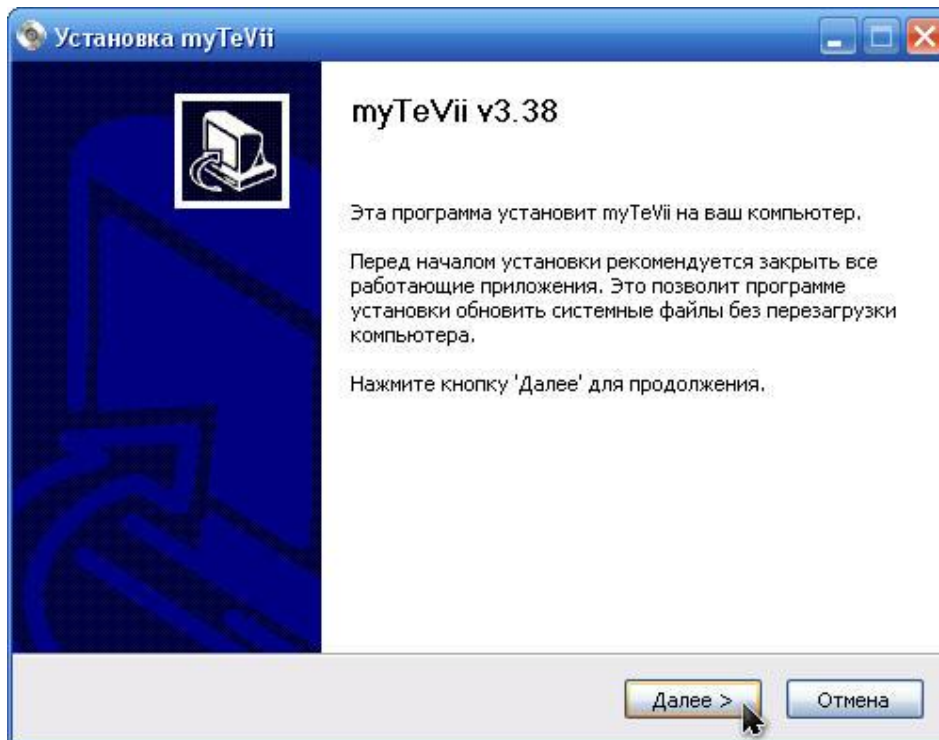 Установка myTeVii
myTeVii v3.38
Эта программа установит myTeVii на ваш компьютер.
Перед началом установки рекомендуется закрыть все
работающие приложения. Это позволит программе
установки обновить системные файлы без перезагрузки
компьютера.
Нажмите кнопку 'Далее' для продолжения.
Далее >
Отмена